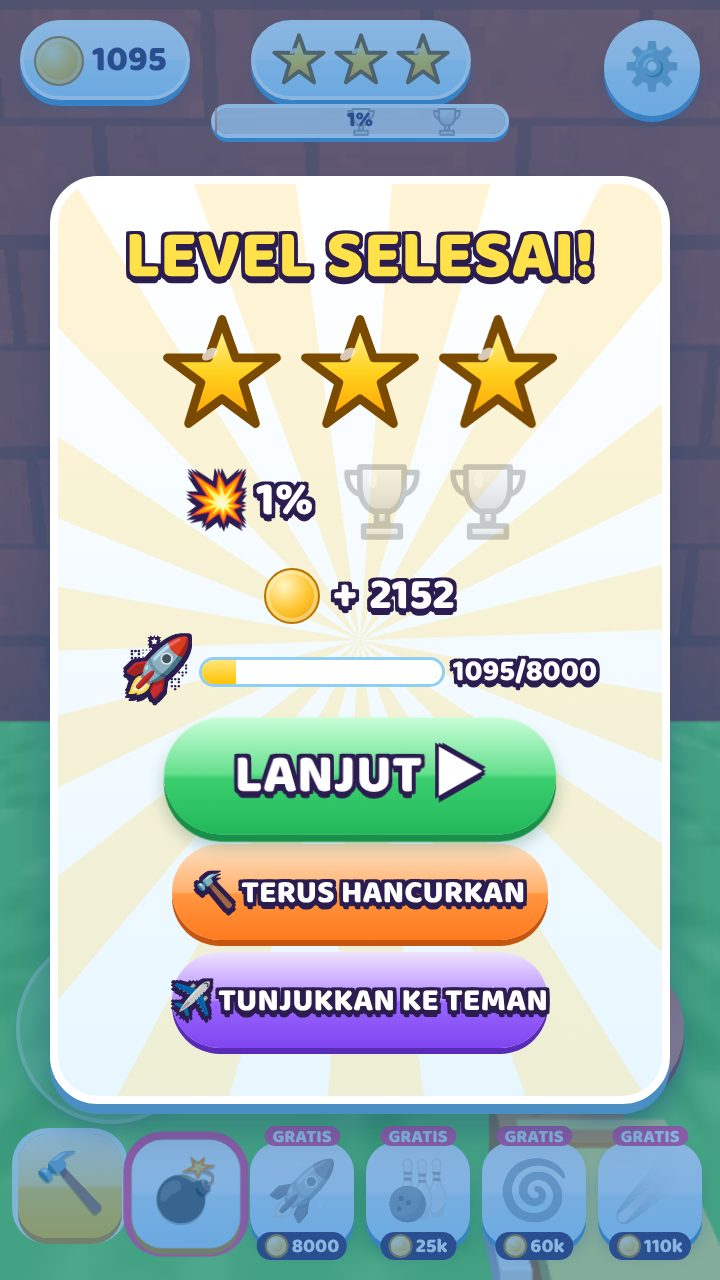 1095
1%
LEVEL SELESAI!
1%
+ 2152
1095/8000
LANJUT
TERUS HANCURKAN
TUNJUKKAN KE TEMAN
GRATIS GRATIS GRATIS GRATIS
8000 25k 60k 110k